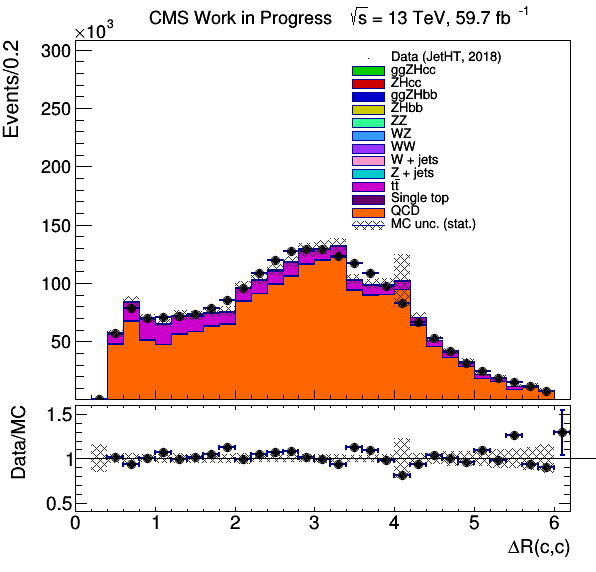 CMS Work in Progress √s = 13 TeV, 59.7 fb⁻¹
×10³
Events/0.2
300
250
200
150
100
50
Data (JetHT, 2018)
ggZHcc
ZHcc
ggZHbb
ZHbb
ZZ
WZ
WW
W + jets
Z + jets
tt̄
Single top
QCD
MC unc. (stat.)
Data/MC
1.5
1
0.5
0 1 2 3 4 5 6
ΔR(c,c)